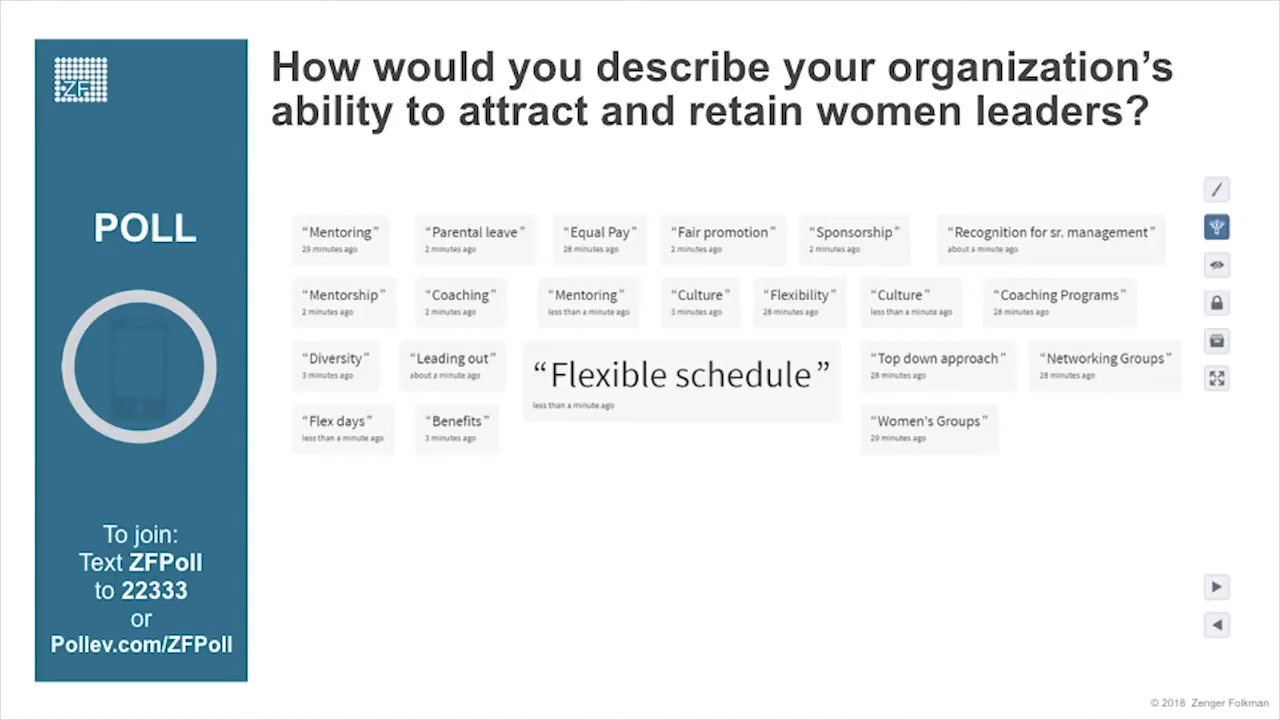 ZF
How would you describe your organization’s
ability to attract and retain women leaders?
POLL
“Mentoring”
29 minutes ago
“Parental leave”
2 minutes ago
“Equal Pay”
28 minutes ago
“Fair promotion”
2 minutes ago
“Sponsorship”
2 minutes ago
“Recognition for sr. management”
about a minute ago
“Mentorship”
2 minutes ago
“Coaching”
2 minutes ago
“Mentoring”
less than a minute ago
“Culture”
3 minutes ago
“Flexibility”
28 minutes ago
“Culture”
less than a minute ago
“Coaching Programs”
28 minutes ago
“Diversity”
3 minutes ago
“Leading out”
about a minute ago
“Flexible schedule”
less than a minute ago
“Top down approach”
28 minutes ago
“Networking Groups”
28 minutes ago
“Flex days”
less than a minute ago
“Benefits”
3 minutes ago
“Women's Groups”
29 minutes ago
To join:
Text ZFPoll
to 22333
or
Pollev.com/ZFPoll
© 2018 Zenger Folkman